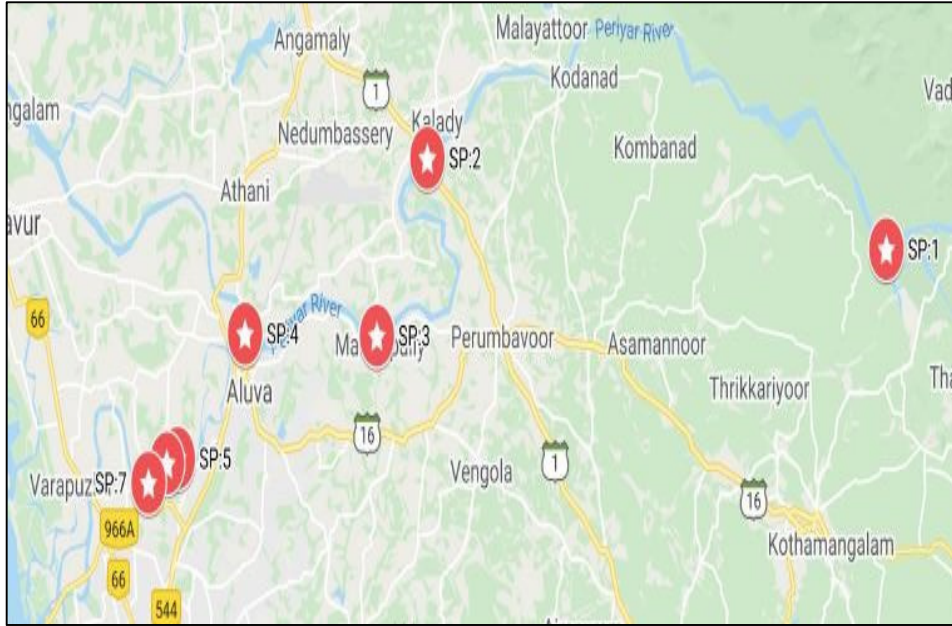 Malayattoor
Periyar River
Angamaly
Kodanad
Vad
1
ngalam
Kalady
Nedumbassery
SP:2
Kombanad
Athani
avur
SP:1
66
River
SP:4
SP:3
Perumbavoor
Asamannoor
Aluva
Thrikkariyoor
Tha
16
SP:5
Vengola
1
SP:7
16
966A
Kothamangalam
66
544